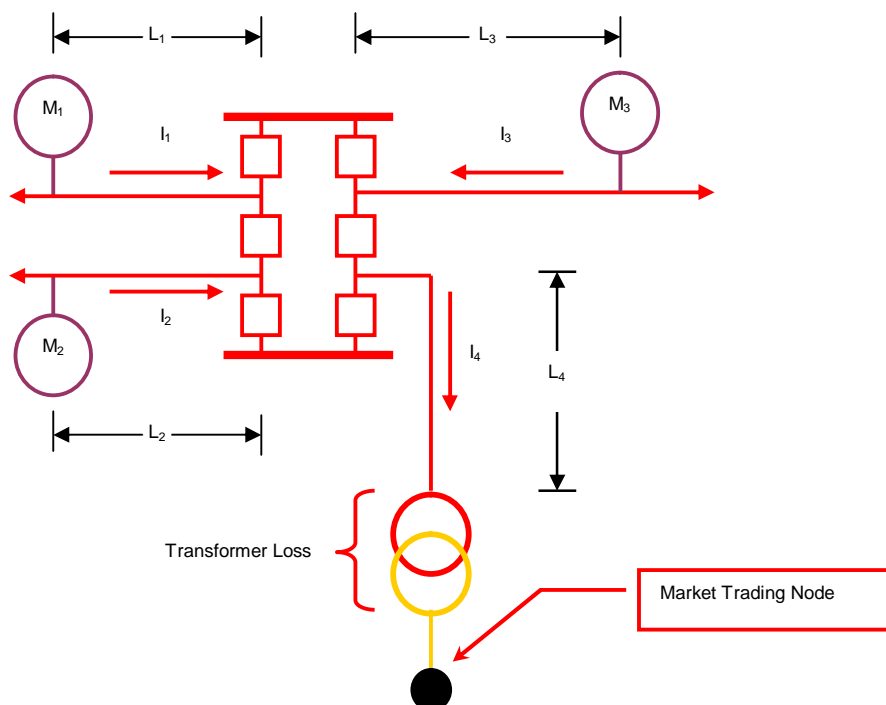 L₁
L₃
M₁
M₃
I₁
I₃
I₂
M₂
I₄
L₄
L₂
Transformer Loss
Market Trading Node